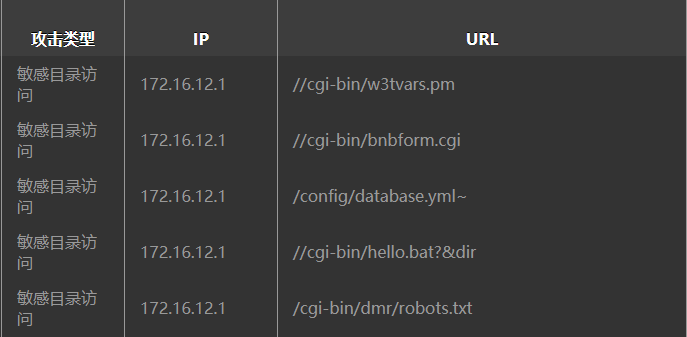 攻击类型 IP URL
敏感目录访
问 172.16.12.1 //cgi-bin/w3tvars.pm
敏感目录访
问 172.16.12.1 //cgi-bin/bnbform.cgi
敏感目录访
问 172.16.12.1 /config/database.yml~
敏感目录访
问 172.16.12.1 //cgi-bin/hello.bat?&dir
敏感目录访
问 172.16.12.1 /cgi-bin/dmr/robots.txt